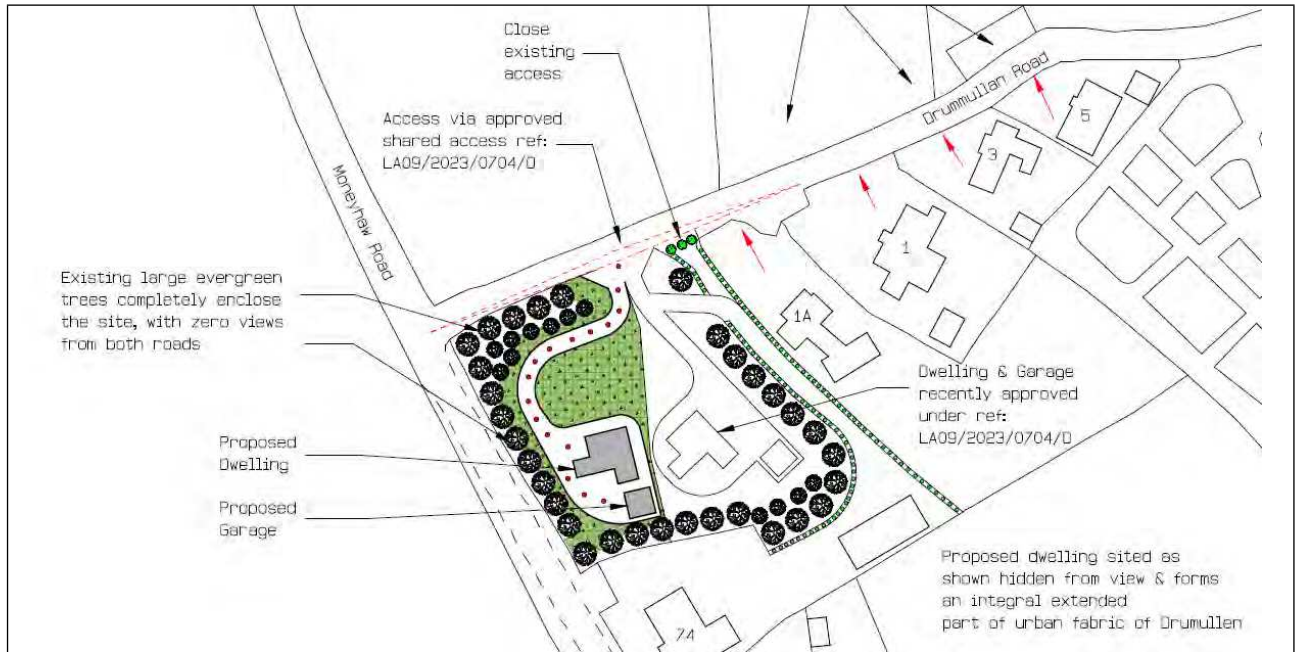 Close
existing
access
Access via approved
shared access ref:
LA09/2023/0704/O
Drummullan Road
5
3
1
1A
Moneyhaw Road
Existing large evergreen
trees completely enclose
the site, with zero views
from both roads
Dwelling & Garage
recently approved
under ref:
LA09/2023/0704/O
Proposed
Dwelling
Proposed
Garage
Proposed dwelling sited as
shown hidden from view & forms
an integral extended
part of urban fabric of Drumullen
74